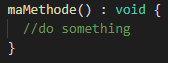 maMethode() : void {
  //do something
}